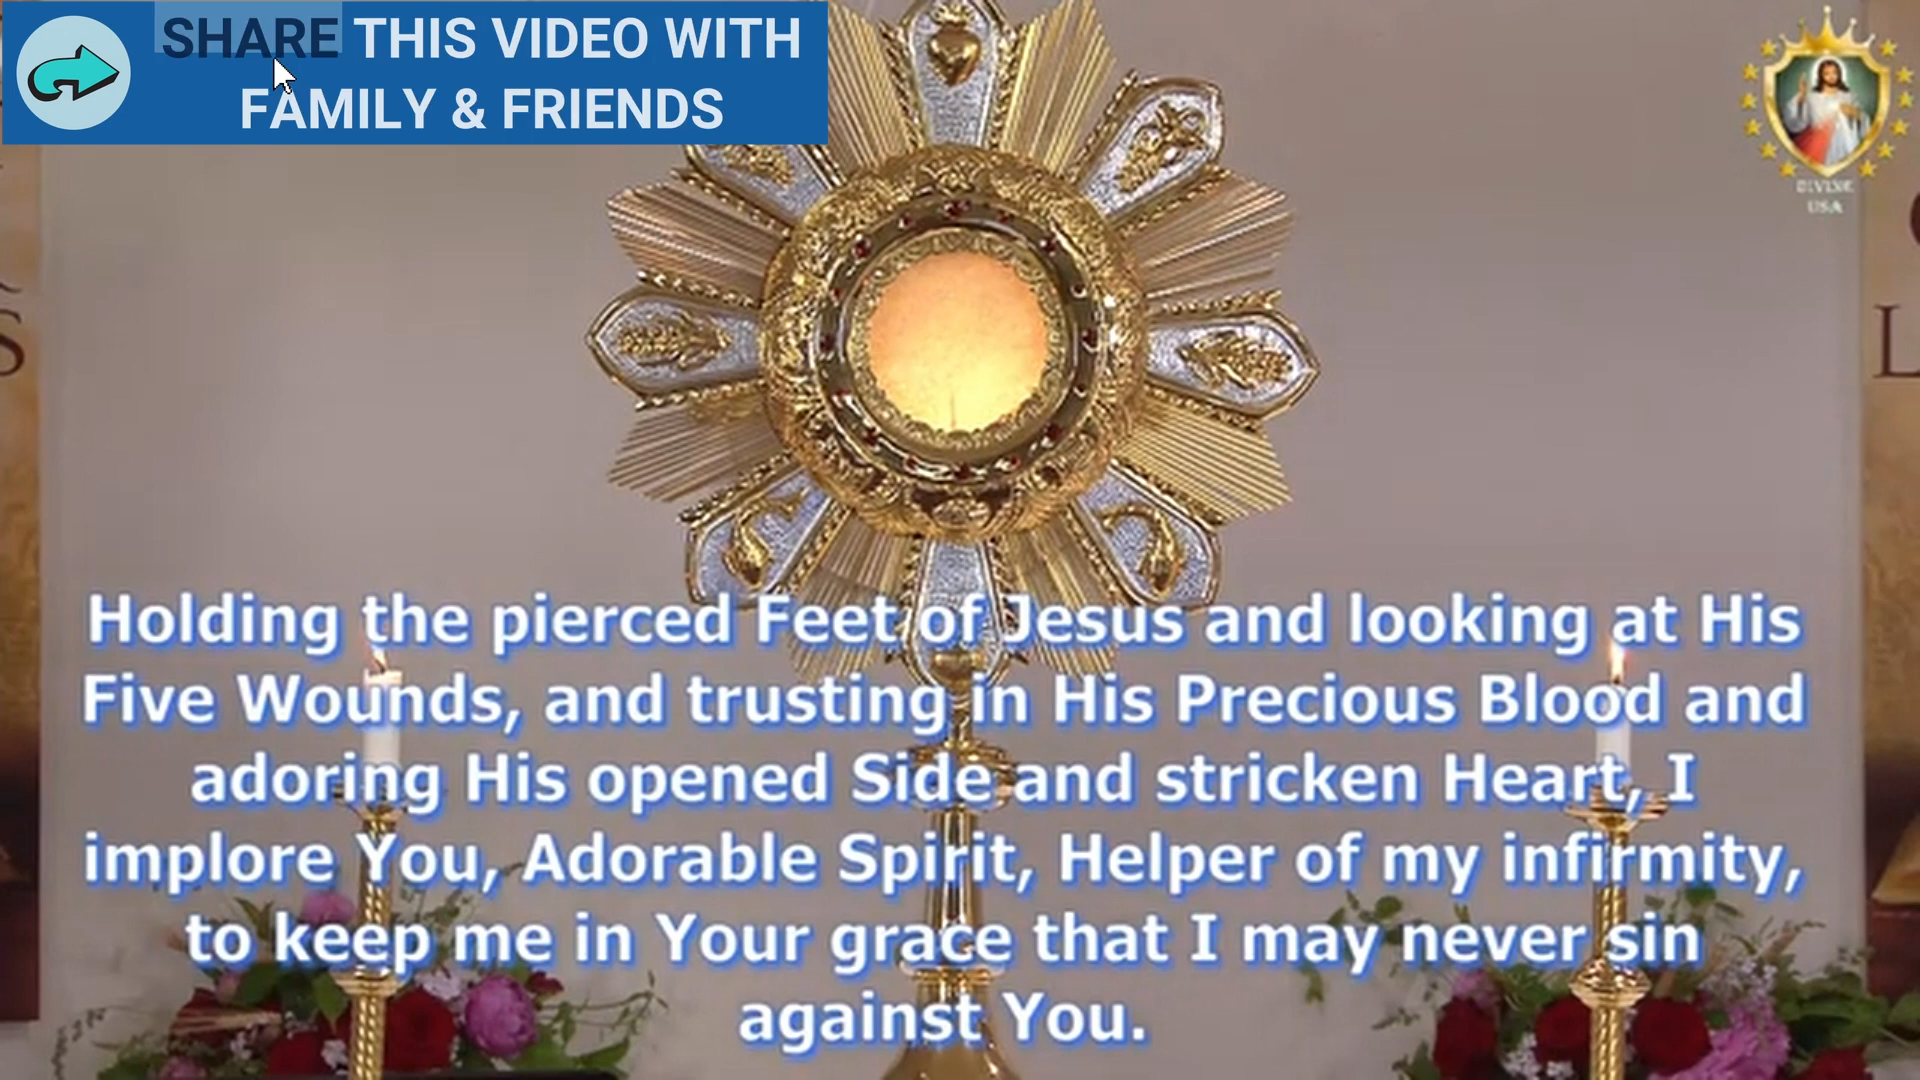 SHARE THIS VIDEO WITH
FAMILY & FRIENDS
DIVINE
USA
Holding the pierced Feet of Jesus and looking at His
Five Wounds, and trusting in His Precious Blood and
adoring His opened Side and stricken Heart, I
implore You, Adorable Spirit, Helper of my infirmity,
to keep me in Your grace that I may never sin
against You.